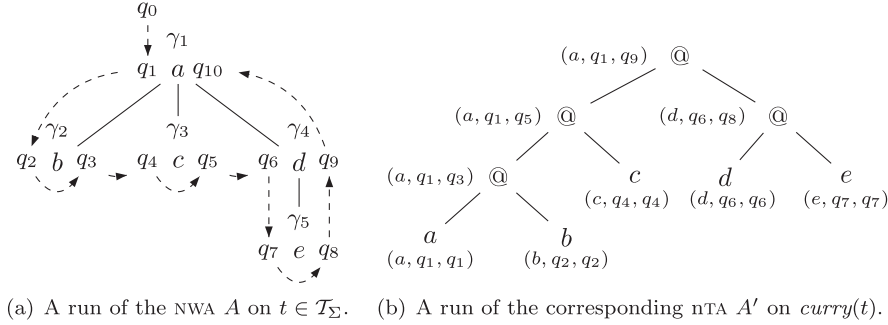 q₀
γ₁
q₁ a q₁₀
γ₂ γ₃ γ₄
q₂ b q₃ q₄ c q₅ q₆ d q₉
γ₅
q₇ e q₈
(a) A run of the NWA A on t ∈ 𝒯_Σ.
(a, q₁, q₉) @
(a, q₁, q₅) @ (d, q₆, q₈) @
(a, q₁, q₃) @ c d e
(c, q₄, q₄) (d, q₆, q₆) (e, q₇, q₇)
a b
(a, q₁, q₁) (b, q₂, q₂)
(b) A run of the corresponding nTA A′ on curry(t).